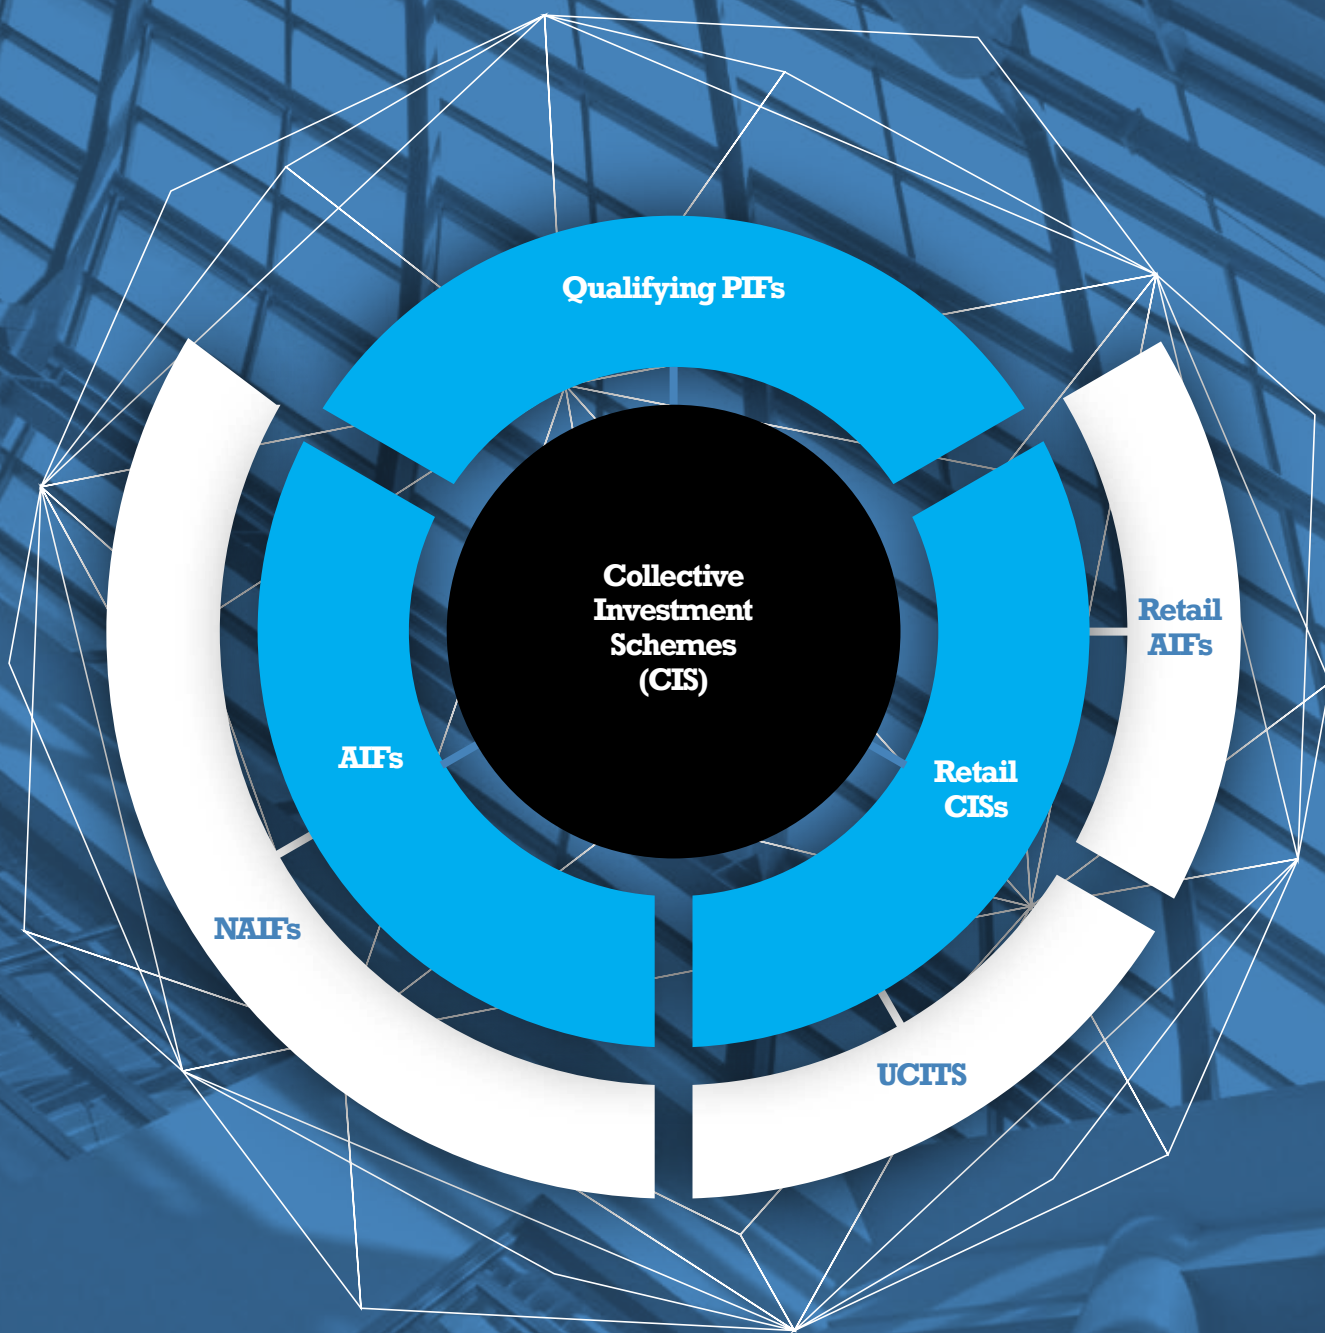 Qualifying PIFs
Collective
Investment
Schemes
(CIS)
Retail
AIFs
AIFs
Retail
CISs
NAIFs
UCITS